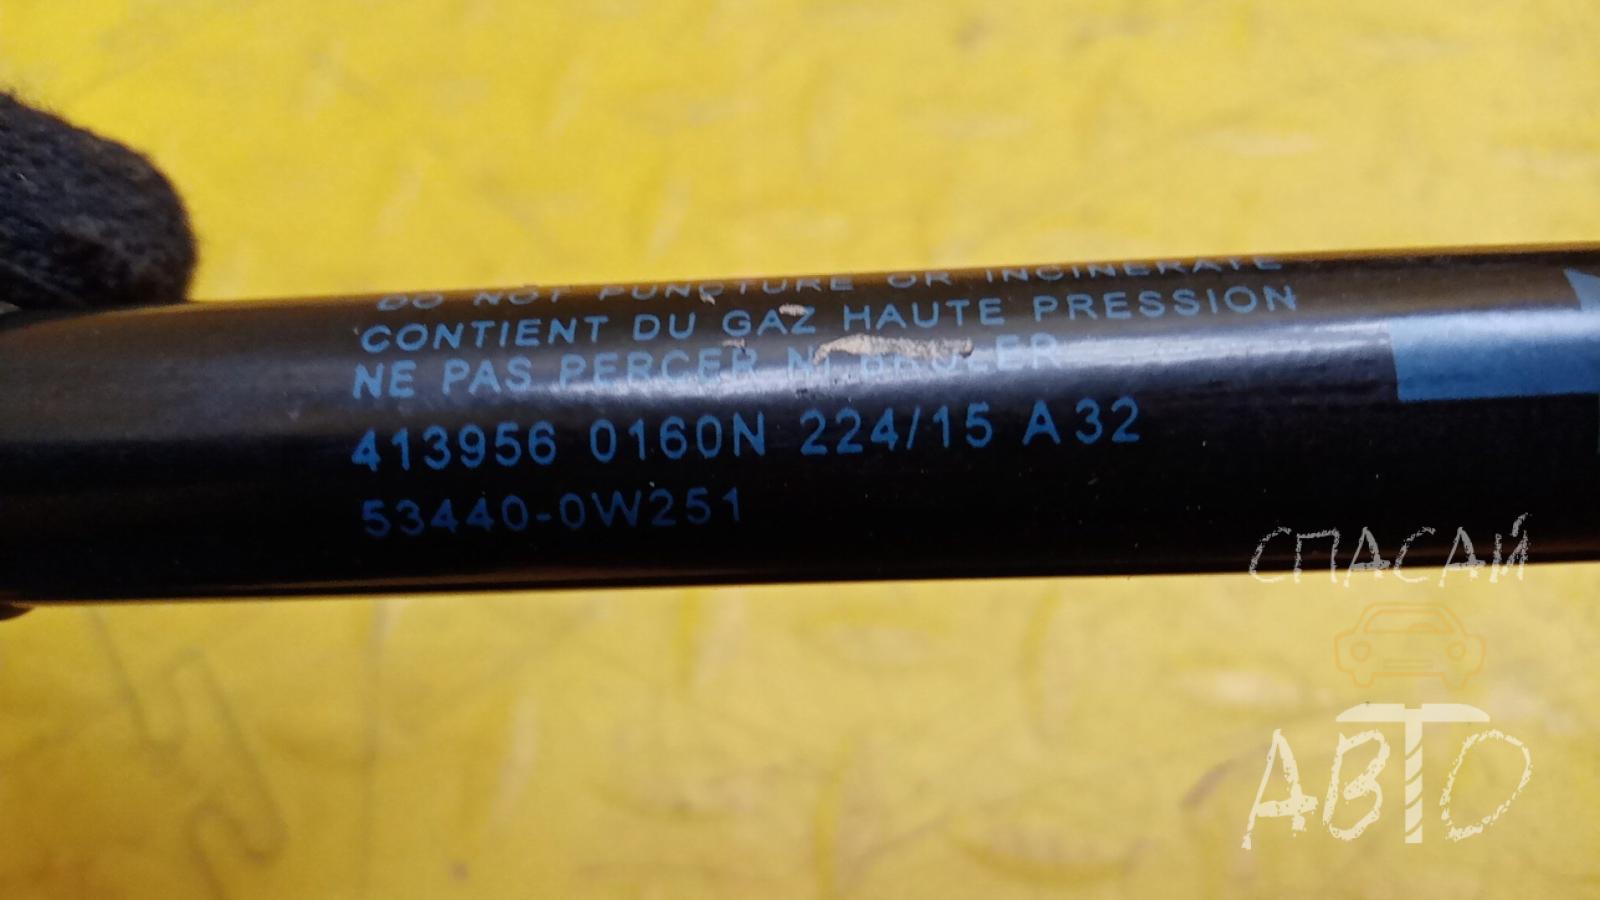 DO NOT PUNCTURE OR INCINERATE
CONTIENT DU GAZ HAUTE PRESSION
NE PAS PERCER NI BRULER
413956 0160N 224/15 A32
53440-0W251
СПАСАЙ
АВТО